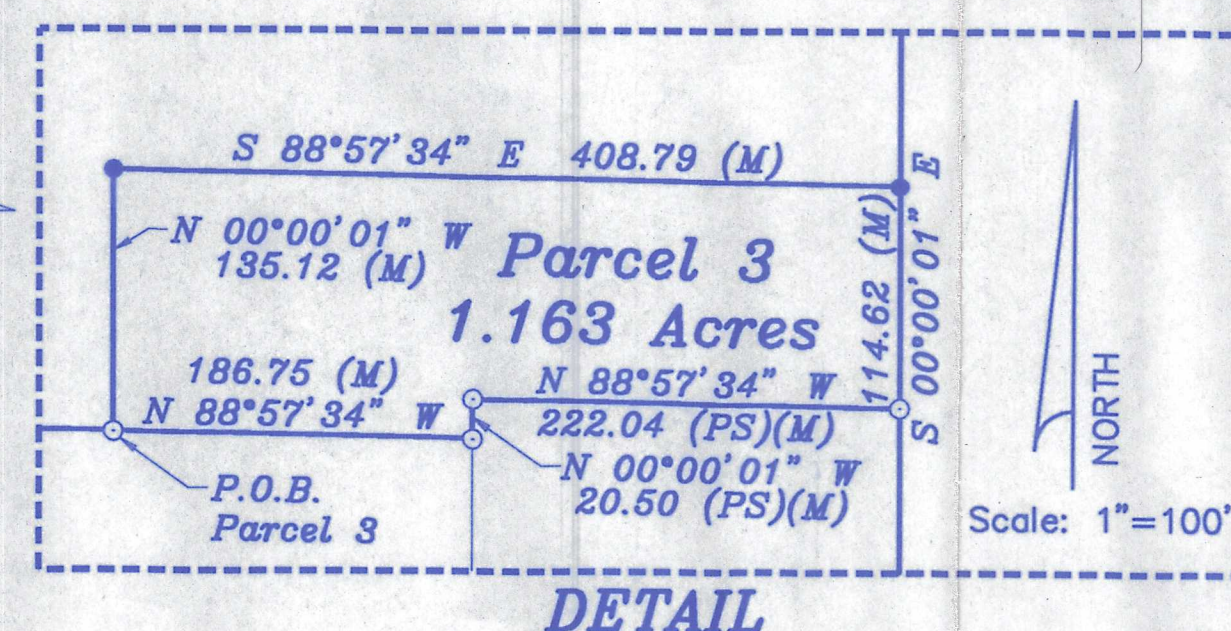 S 88°57'34" E 408.79 (M)
N 00°00'01" W
135.12 (M)
Parcel 3
1.163 Acres
114.62 (M)
S 00°00'01" E
186.75 (M)
N 88°57'34" W
N 88°57'34" W
222.04 (PS)(M)
N 00°00'01" W
20.50 (PS)(M)
P.O.B.
Parcel 3
NORTH
Scale: 1"=100'
DETAIL